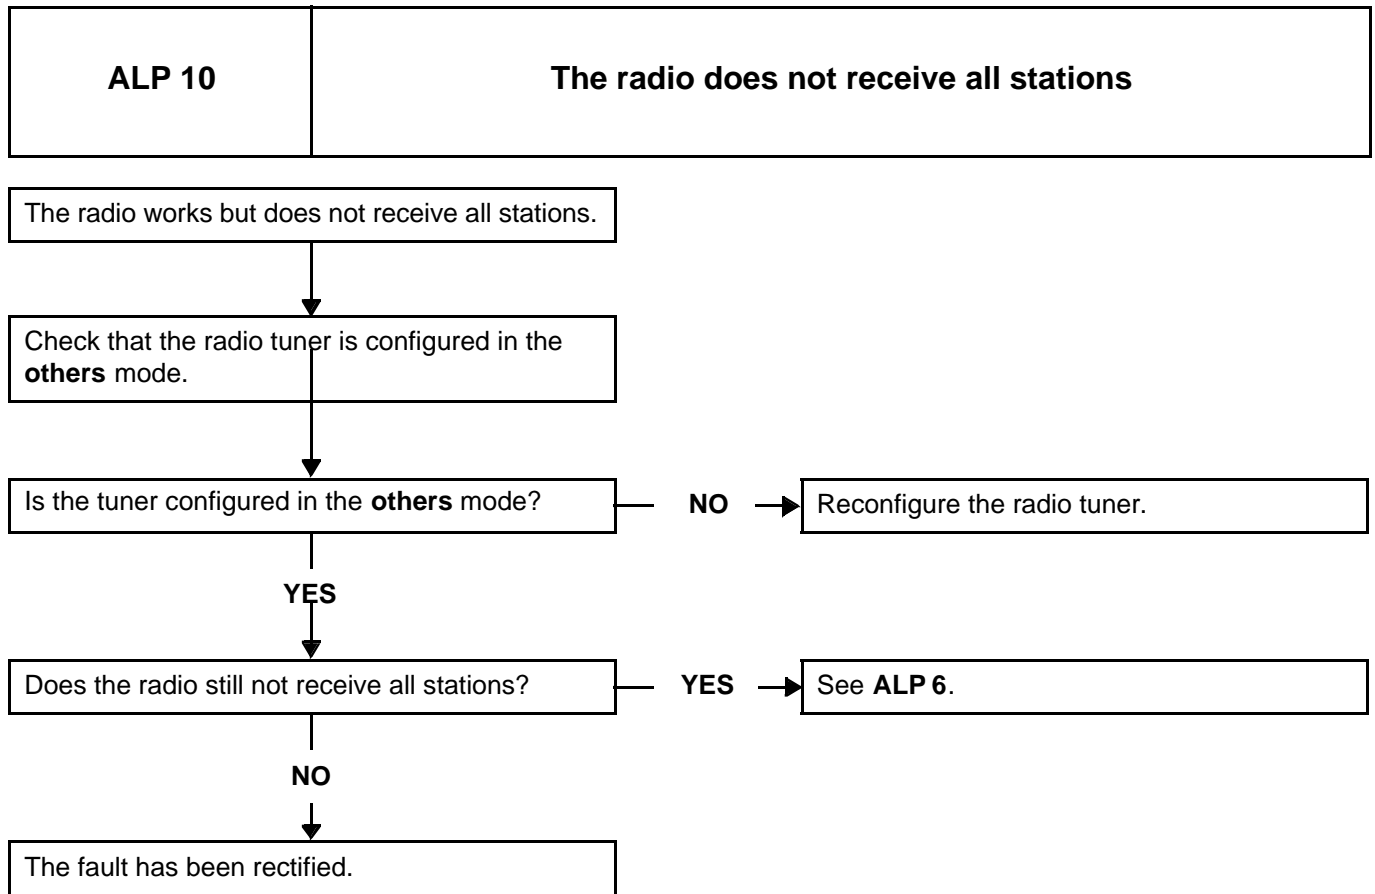 ALP 10
The radio does not receive all stations
The radio works but does not receive all stations.
Check that the radio tuner is configured in the
others mode.
Is the tuner configured in the others mode?
NO
Reconfigure the radio tuner.
YES
Does the radio still not receive all stations?
YES
See ALP 6.
NO
The fault has been rectified.